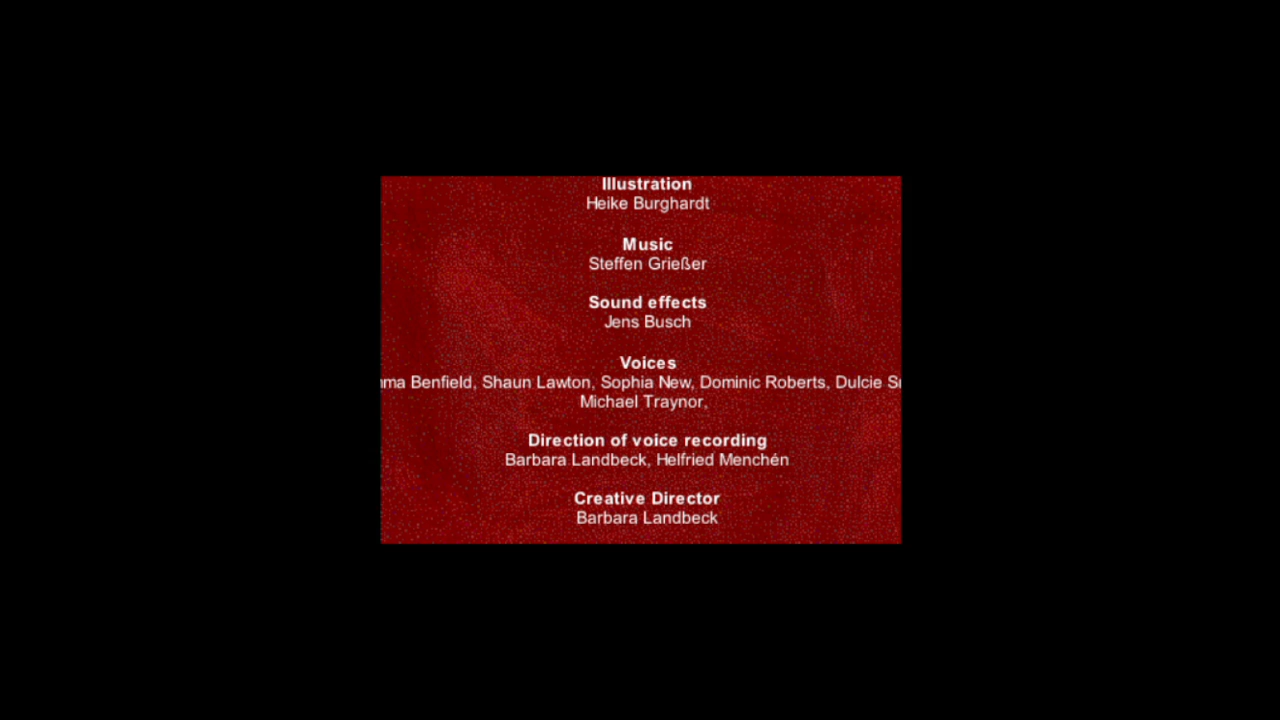 Illustration
Heike Burghardt
Music
Steffen Grießer
Sound effects
Jens Busch
Voices
Benfield, Shaun Lawton, Sophia New, Dominic Roberts, Dulcie
Michael Traynor,
Direction of voice recording
Barbara Landbeck, Helfried Menchén
Creative Director
Barbara Landbeck